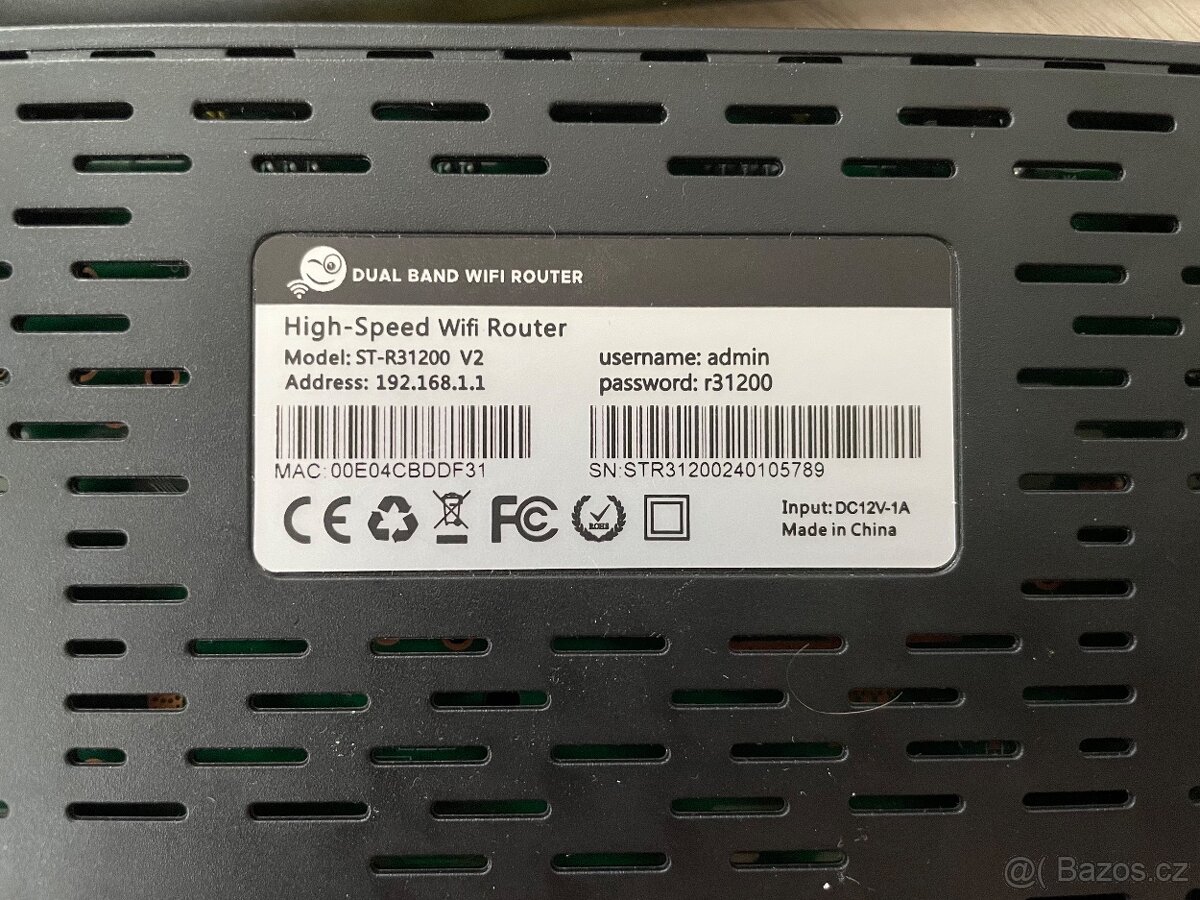 DUAL BAND WIFI ROUTER
High-Speed Wifi Router
Model: ST-R31200 V2
Address: 192.168.1.1
username: admin
password: r31200
MAC:00E04CBDDF31
SN:STR31200240105789
CE
FC
ROHS
Input: DC12V-1A
Made in China
@( Bazos.cz